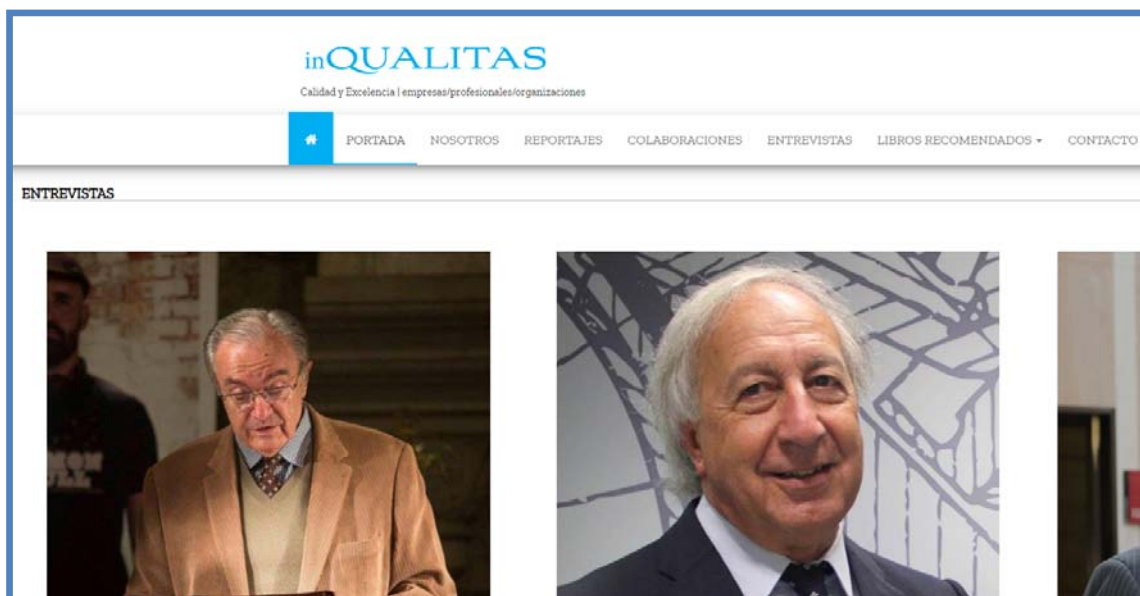 inQUALITAS
Calidad y Excelencia | empresas/profesionales/organizaciones
PORTADA NOSOTROS REPORTAJES COLABORACIONES ENTREVISTAS LIBROS RECOMENDADOS CONTACTO
ENTREVISTAS